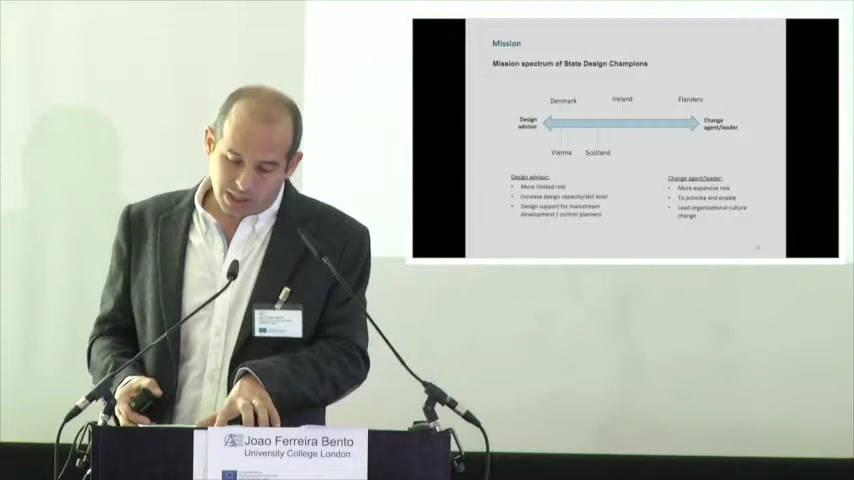 Mission
Mission spectrum of State Design Champions
Denmark
Ireland
Flanders
Design
advisor
Change
agent/leader
Vienna
Scotland
Design advisor:
• More limited role
• Increase design capacity/skill level
• Design support for mainstream
development / control planners
Change agent/leader:
• More expansive role
• To provoke and enable
• Lead organizational culture
change
Joao Ferreira Bento
University College London